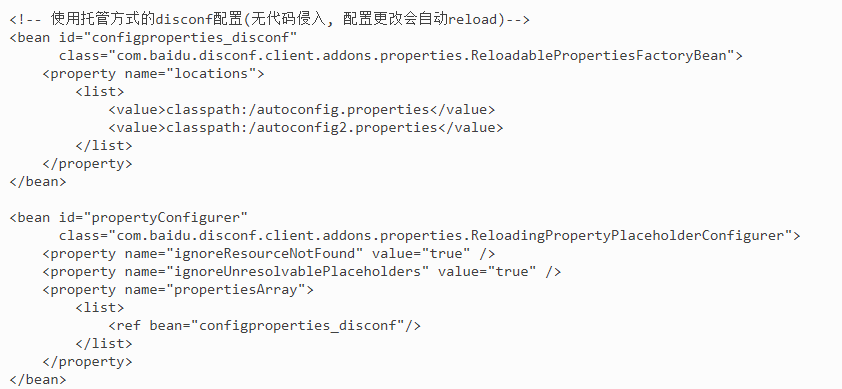 <!-- 使用托管方式的disconf配置(无代码侵入, 配置更改会自动reload)-->
<bean id="configproperties_disconf"
      class="com.baidu.disconf.client.addons.properties.ReloadablePropertiesFactoryBean">
    <property name="locations">
        <list>
            <value>classpath:/autoconfig.properties</value>
            <value>classpath:/autoconfig2.properties</value>
        </list>
    </property>
</bean>

<bean id="propertyConfigurer"
      class="com.baidu.disconf.client.addons.properties.ReloadingPropertyPlaceholderConfigurer">
    <property name="ignoreResourceNotFound" value="true" />
    <property name="ignoreUnresolvablePlaceholders" value="true" />
    <property name="propertiesArray">
        <list>
            <ref bean="configproperties_disconf"/>
        </list>
    </property>
</bean>